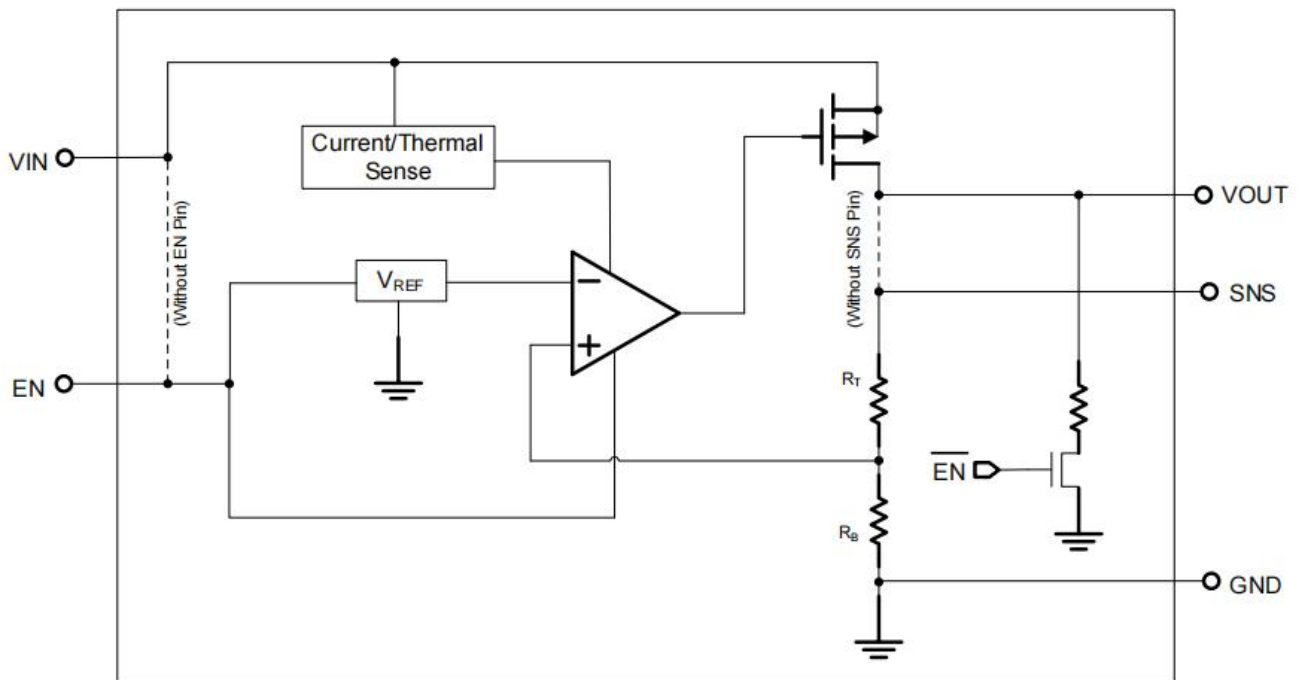 Current/Thermal
Sense
VIN
(Without EN Pin)
(Without SNS Pin)
VOUT
VREF
−
SNS
+
EN
RT
EN
RB
GND